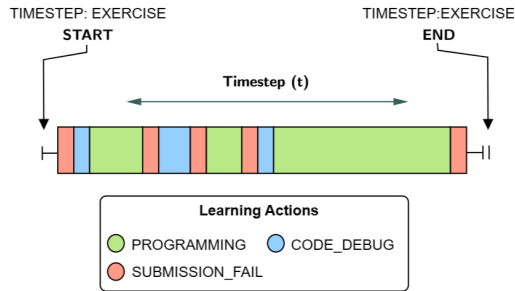 TIMESTEP: EXERCISE
START
TIMESTEP:EXERCISE
END
Timestep (t)
Learning Actions
PROGRAMMING
CODE_DEBUG
SUBMISSION_FAIL